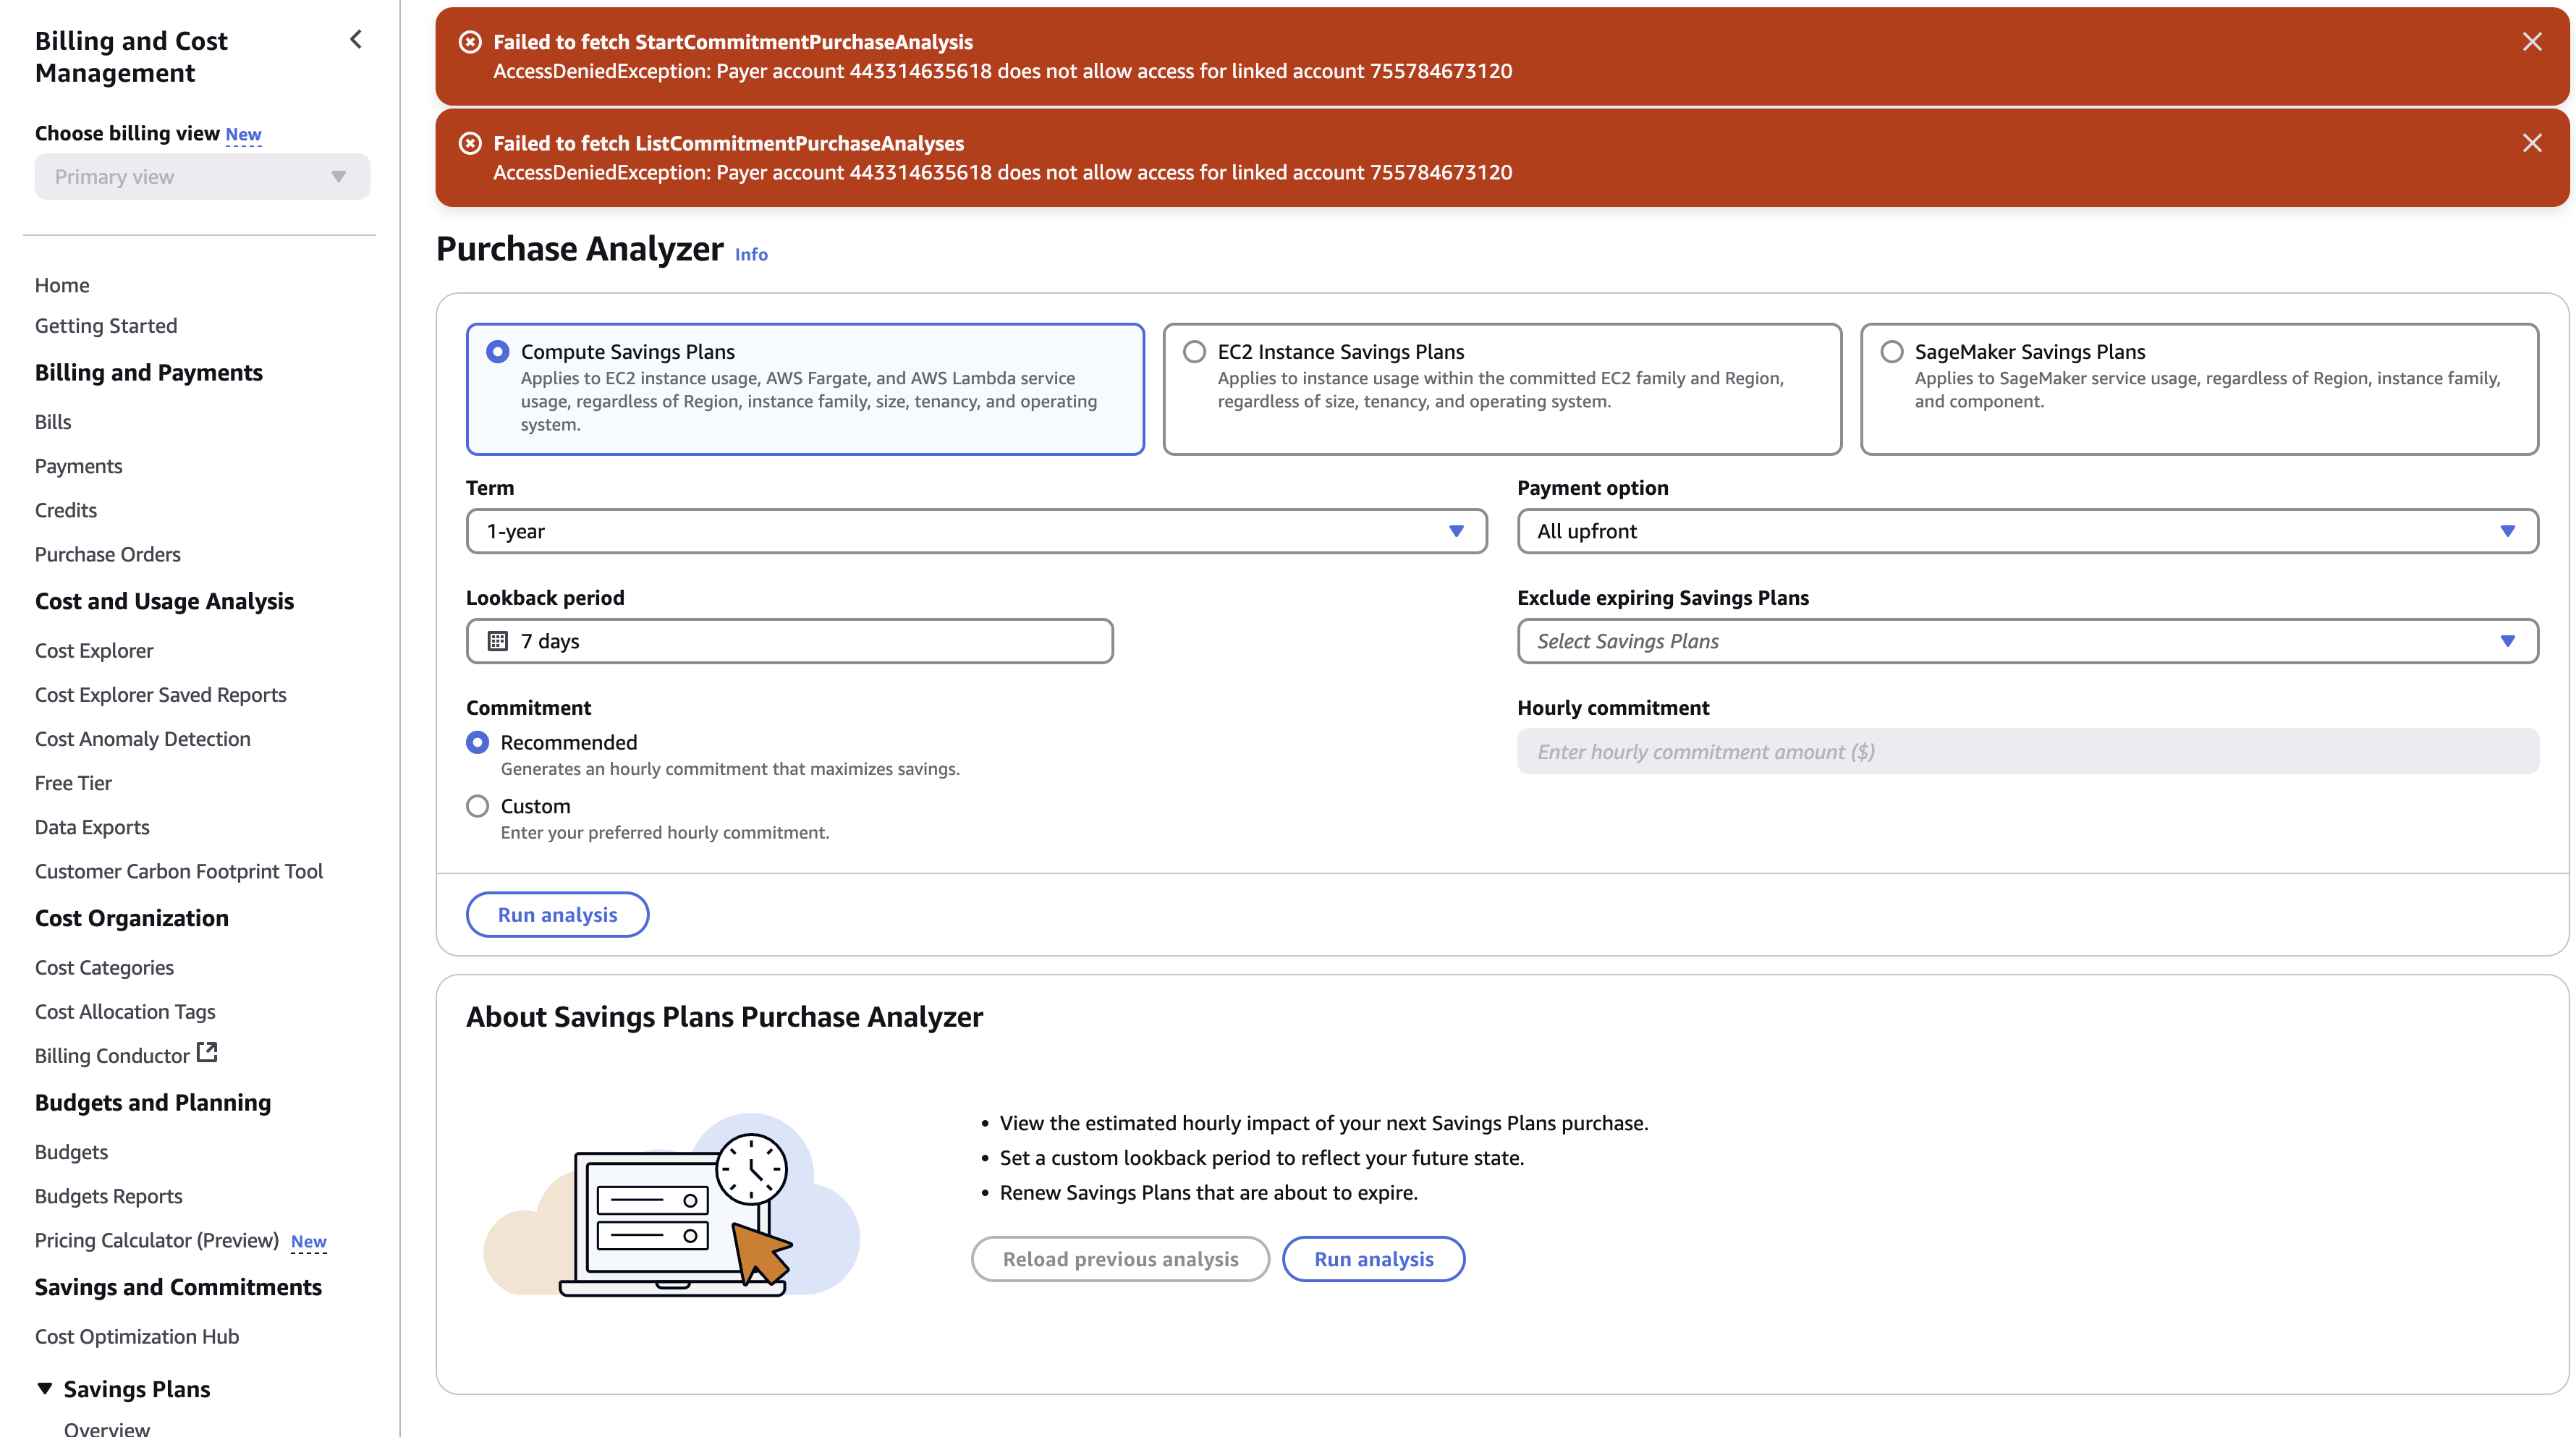 Billing and Cost
Management
Choose billing view New
Primary view
Home
Getting Started
Billing and Payments
Bills
Payments
Credits
Purchase Orders
Cost and Usage Analysis
Cost Explorer
Cost Explorer Saved Reports
Cost Anomaly Detection
Free Tier
Data Exports
Customer Carbon Footprint Tool
Cost Organization
Cost Categories
Cost Allocation Tags
Billing Conductor
Budgets and Planning
Budgets
Budgets Reports
Pricing Calculator (Preview) New
Savings and Commitments
Cost Optimization Hub
Savings Plans
Overview
Failed to fetch StartCommitmentPurchaseAnalysis
AccessDeniedException: Payer account 443314635618 does not allow access for linked account 755784673120
Failed to fetch ListCommitmentPurchaseAnalyses
AccessDeniedException: Payer account 443314635618 does not allow access for linked account 755784673120
Purchase Analyzer Info
Compute Savings Plans
Applies to EC2 instance usage, AWS Fargate, and AWS Lambda service
usage, regardless of Region, instance family, size, tenancy, and operating
system.
EC2 Instance Savings Plans
Applies to instance usage within the committed EC2 family and Region,
regardless of size, tenancy, and operating system.
SageMaker Savings Plans
Applies to SageMaker service usage, regardless of Region, instance family,
and component.
Term
1-year
Payment option
All upfront
Lookback period
7 days
Exclude expiring Savings Plans
Select Savings Plans
Commitment
Recommended
Generates an hourly commitment that maximizes savings.
Custom
Enter your preferred hourly commitment.
Hourly commitment
Enter hourly commitment amount ($)
Run analysis
About Savings Plans Purchase Analyzer
• View the estimated hourly impact of your next Savings Plans purchase.
• Set a custom lookback period to reflect your future state.
• Renew Savings Plans that are about to expire.
Reload previous analysis
Run analysis